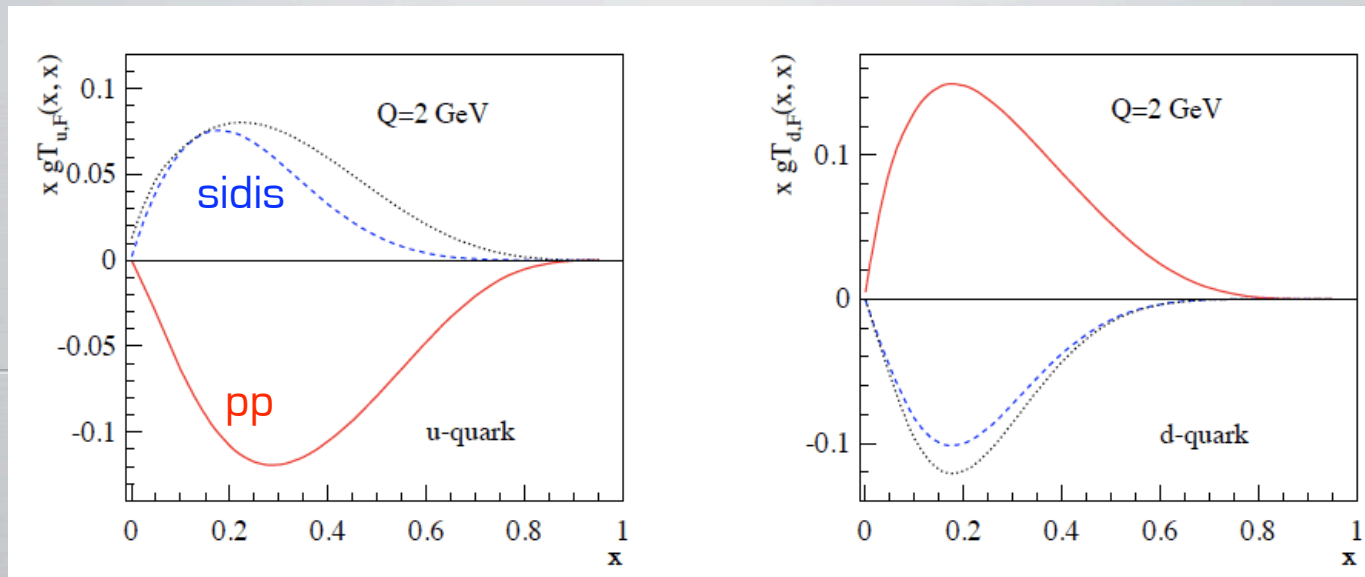 x gT_{u,F}(x, x)
0.1
0.05
0
-0.05
-0.1
Q=2 GeV
sidis
pp
u-quark
0 0.2 0.4 0.6 0.8 1
x
x gT_{d,F}(x, x)
0.1
0
-0.1
Q=2 GeV
d-quark
0 0.2 0.4 0.6 0.8 1
x